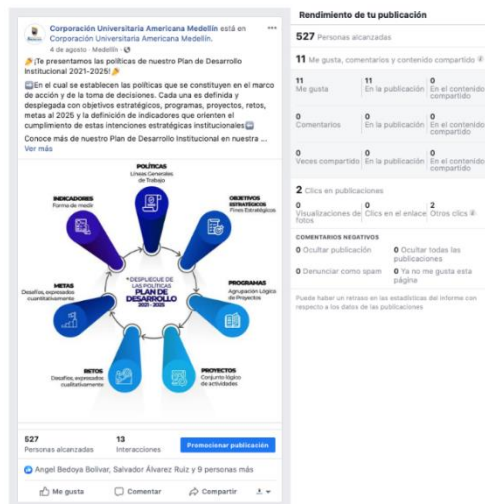 Corporación Universitaria Americana Medellín está en
Corporación Universitaria Americana Medellín.
4 de agosto · Medellín ·
¡Te presentamos las políticas de nuestro Plan de Desarrollo
Institucional 2021-2025!
En el cual se establecen las políticas que se constituyen en el marco
de acción y de la toma de decisiones. Cada una es definida y
desplegada con objetivos estratégicos, programas, proyectos, retos,
metas al 2025 y la definición de indicadores que orienten el
cumplimiento de estas intenciones estratégicas institucionales
Conoce más de nuestro Plan de Desarrollo Institucional en nuestra ...
Ver más
POLÍTICAS
Líneas Generales
de Trabajo
INDICADORES
Forma de medir
OBJETIVOS
ESTRATÉGICOS
Fines Estratégicos
METAS
Desafíos, expresados
cuantitativamente
"DESPLIEGUE DE
LAS POLÍTICAS
PLAN DE
DESARROLLO
2021 - 2025
PROGRAMAS
Agrupación Lógica
de Proyectos
RETOS
Desafíos, expresados
cualitativamente
PROYECTOS
Conjunto lógico
de actividades
527
Personas alcanzadas
13
Interacciones
Promocionar publicación
Angel Bedoya Bolivar, Salvador Álvarez Ruiz y 9 personas más
Me gusta Comentar Compartir
Rendimiento de tu publicación
527 Personas alcanzadas
11 Me gusta, comentarios y contenido compartido
11
Me gusta
11
En la publicación
0
En el contenido
compartido
0
Comentarios
0
En la publicación
0
En el contenido
compartido
0
Veces compartido
0
En la publicación
0
En el contenido
compartido
2 Clics en publicaciones
0
Visualizaciones de
fotos
0
Clics en el enlace
2
Otros clics
COMENTARIOS NEGATIVOS
0 Ocultar publicación
0 Ocultar todas las
publicaciones
0 Denunciar como spam
0 Ya no me gusta esta
página
Puede haber un retraso en las estadísticas del informe con
respecto a los datos de las publicaciones